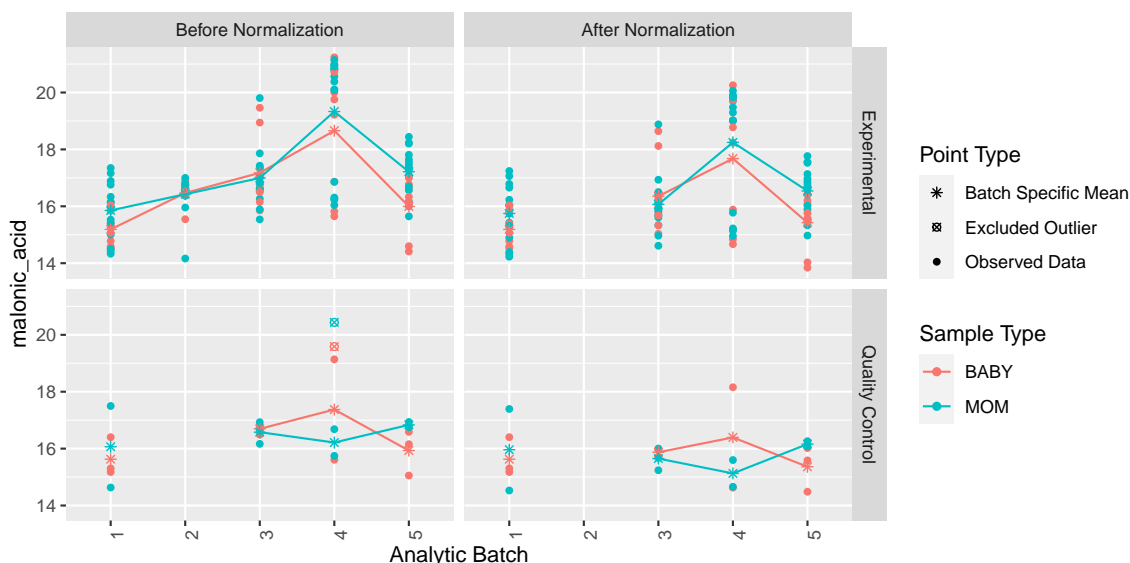 Before Normalization
After Normalization
20
18
16
14
Experimental
20
18
16
14
Quality Control
malonic_acid
1
2
3
4
5
1
2
3
4
5
Analytic Batch
Point Type
Batch Specific Mean
Excluded Outlier
Observed Data
Sample Type
BABY
MOM